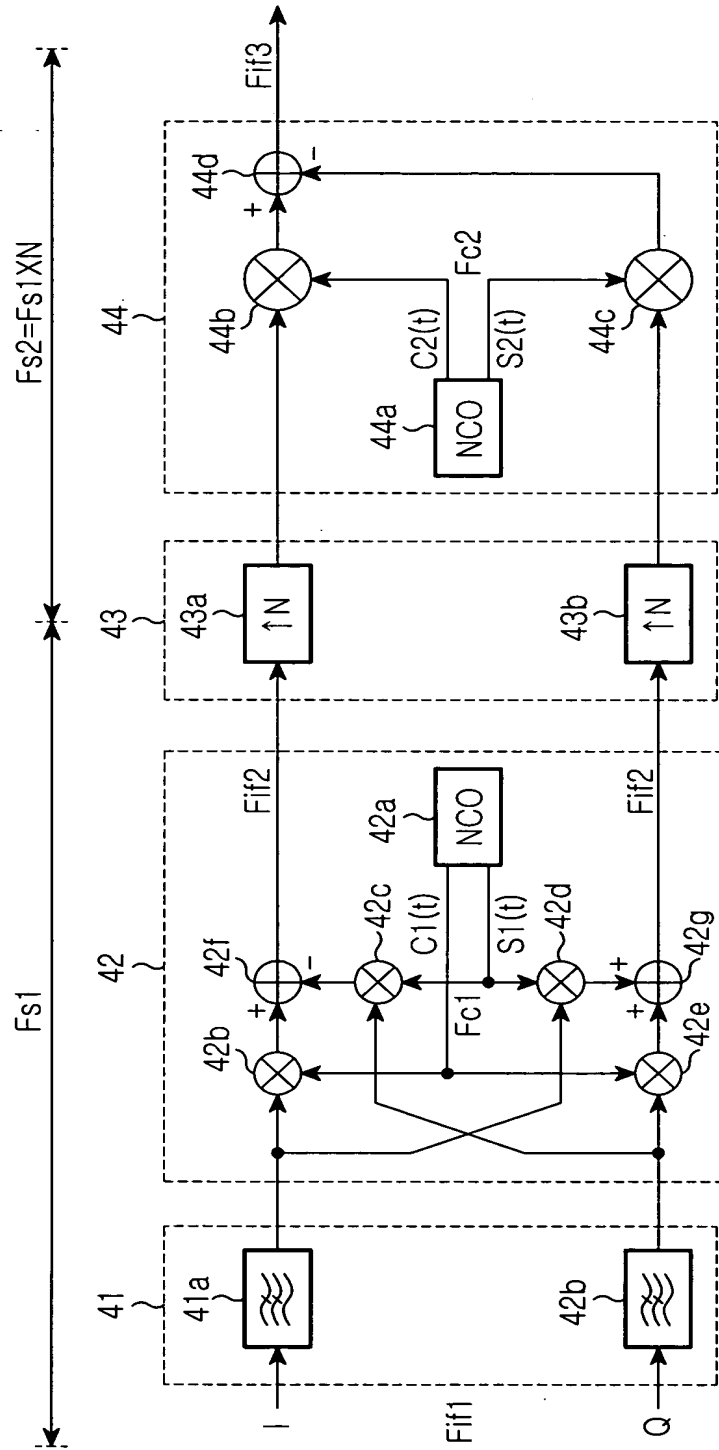 Fs1
Fs2=Fs1XN
41
42
43
44
I
Fif1
Q
41a
42b
42b
42f
42c
C1(t)
42a
NCO
S1(t)
Fc1
42d
42g
42e
+
-
+
+
Fif2
Fif2
43a
↑N
43b
↑N
44a
NCO
C2(t)
S2(t)
Fc2
44b
44c
44d
+
-
Fif3